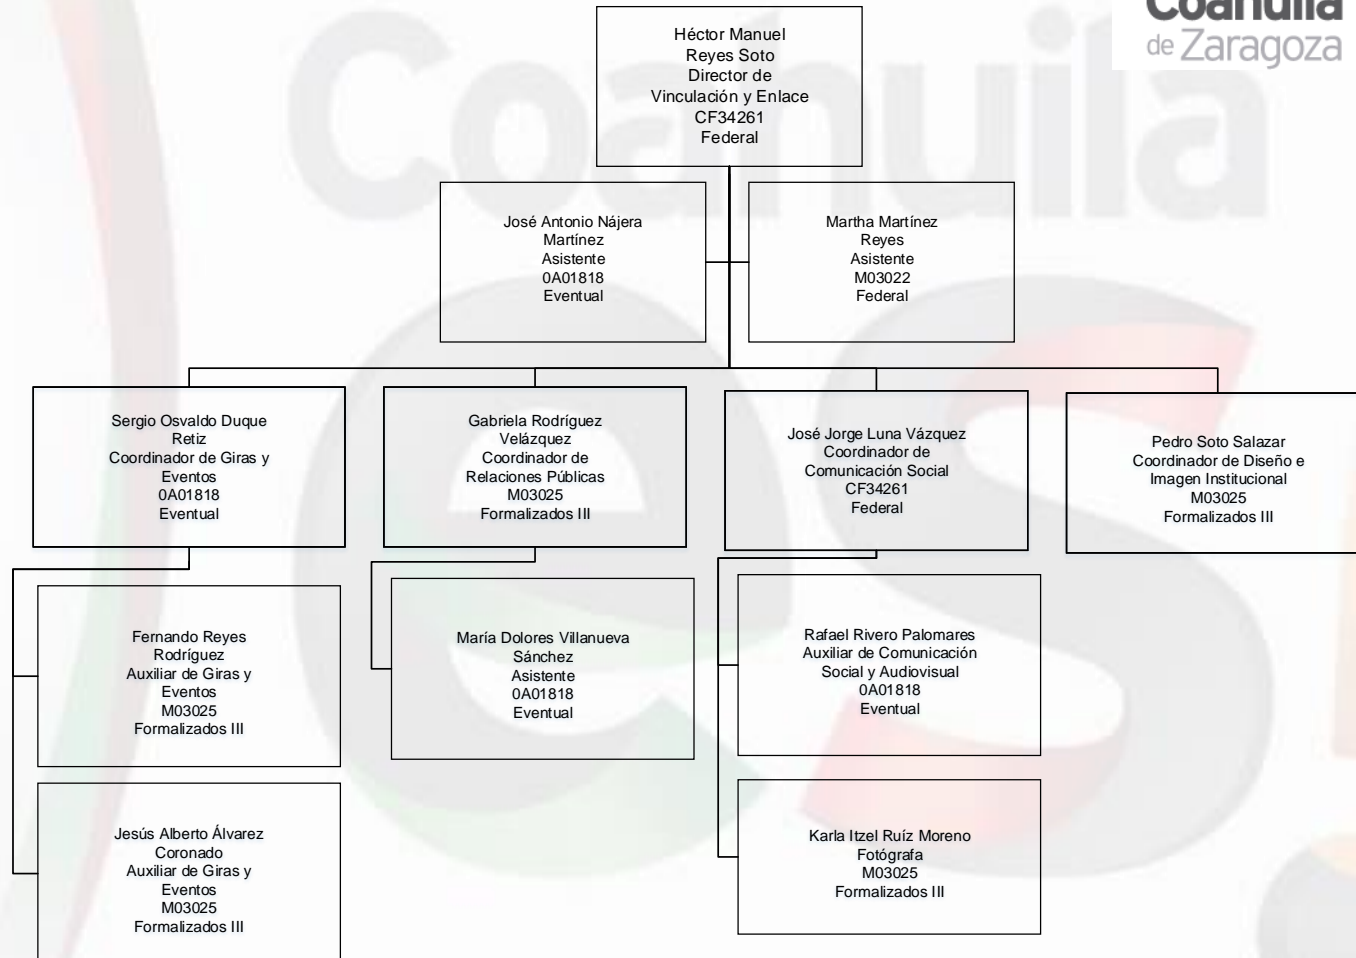 Coahuila
de Zaragoza
Héctor Manuel
Reyes Soto
Director de
Vinculación y Enlace
CF34261
Federal
José Antonio Nájera
Martínez
Asistente
0A01818
Eventual
Martha Martínez
Reyes
Asistente
M03022
Federal
Sergio Osvaldo Duque
Retiz
Coordinador de Giras y
Eventos
0A01818
Eventual
Gabriela Rodríguez
Velázquez
Coordinador de
Relaciones Públicas
M03025
Formalizados III
José Jorge Luna Vázquez
Coordinador de
Comunicación Social
CF34261
Federal
Pedro Soto Salazar
Coordinador de Diseño e
Imagen Institucional
M03025
Formalizados III
Fernando Reyes
Rodríguez
Auxiliar de Giras y
Eventos
M03025
Formalizados III
María Dolores Villanueva
Sánchez
Asistente
0A01818
Eventual
Rafael Rivero Palomares
Auxiliar de Comunicación
Social y Audiovisual
0A01818
Eventual
Jesús Alberto Álvarez
Coronado
Auxiliar de Giras y
Eventos
M03025
Formalizados III
Karla Itzel Ruíz Moreno
Fotógrafa
M03025
Formalizados III
Coahuila
es!